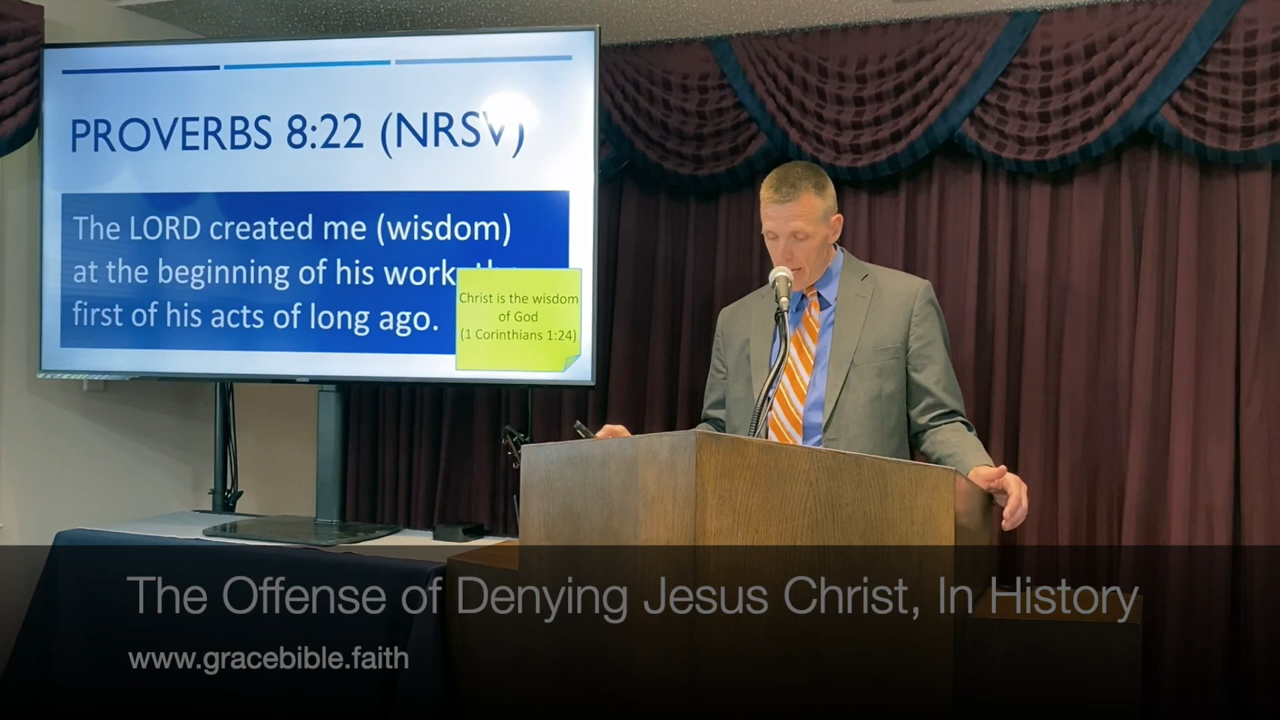 PROVERBS 8:22 (NRSV)
The LORD created me (wisdom)
at the beginning of his work
first of his acts of long ago.
Christ is the wisdom
of God
(1 Corinthians 1:24)
The Offense of Denying Jesus Christ, In History
www.gracebible.faith